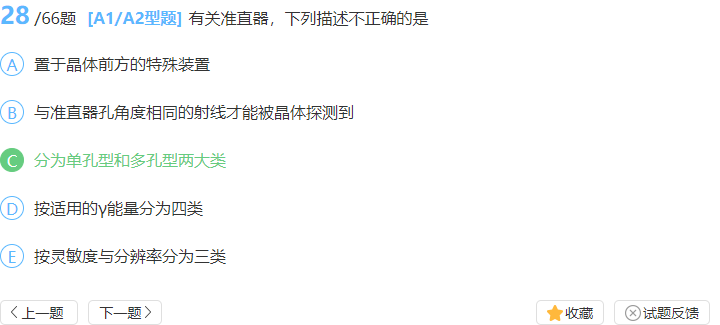 28/66题 [A1/A2型题] 有关准直器，下列描述不正确的是
A 置于晶体前方的特殊装置
B 与准直器孔角度相同的射线才能被晶体探测到
C 分为单孔型和多孔型两大类
D 按适用的γ能量分为四类
E 按灵敏度与分辨率分为三类
上一题 下一题 收藏 试题反馈